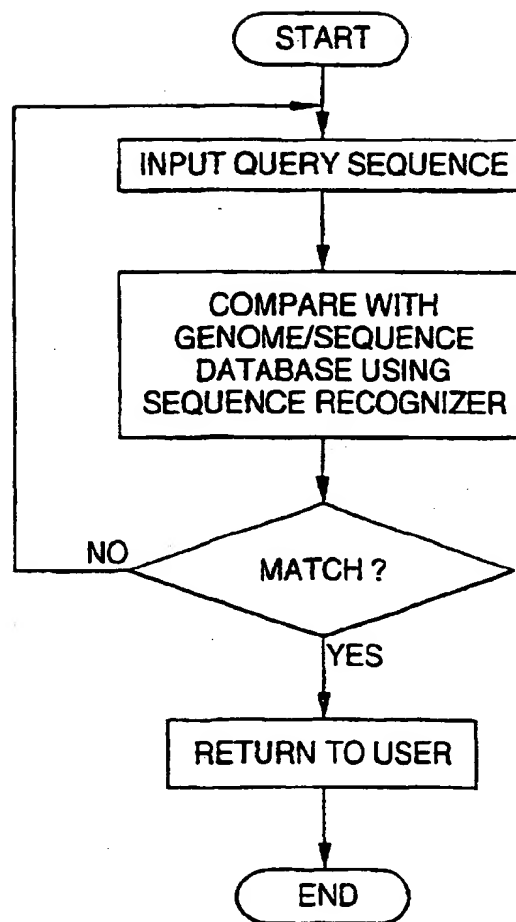 START
INPUT QUERY SEQUENCE
COMPARE WITH
GENOME/SEQUENCE
DATABASE USING
SEQUENCE RECOGNIZER
NO
MATCH ?
YES
RETURN TO USER
END